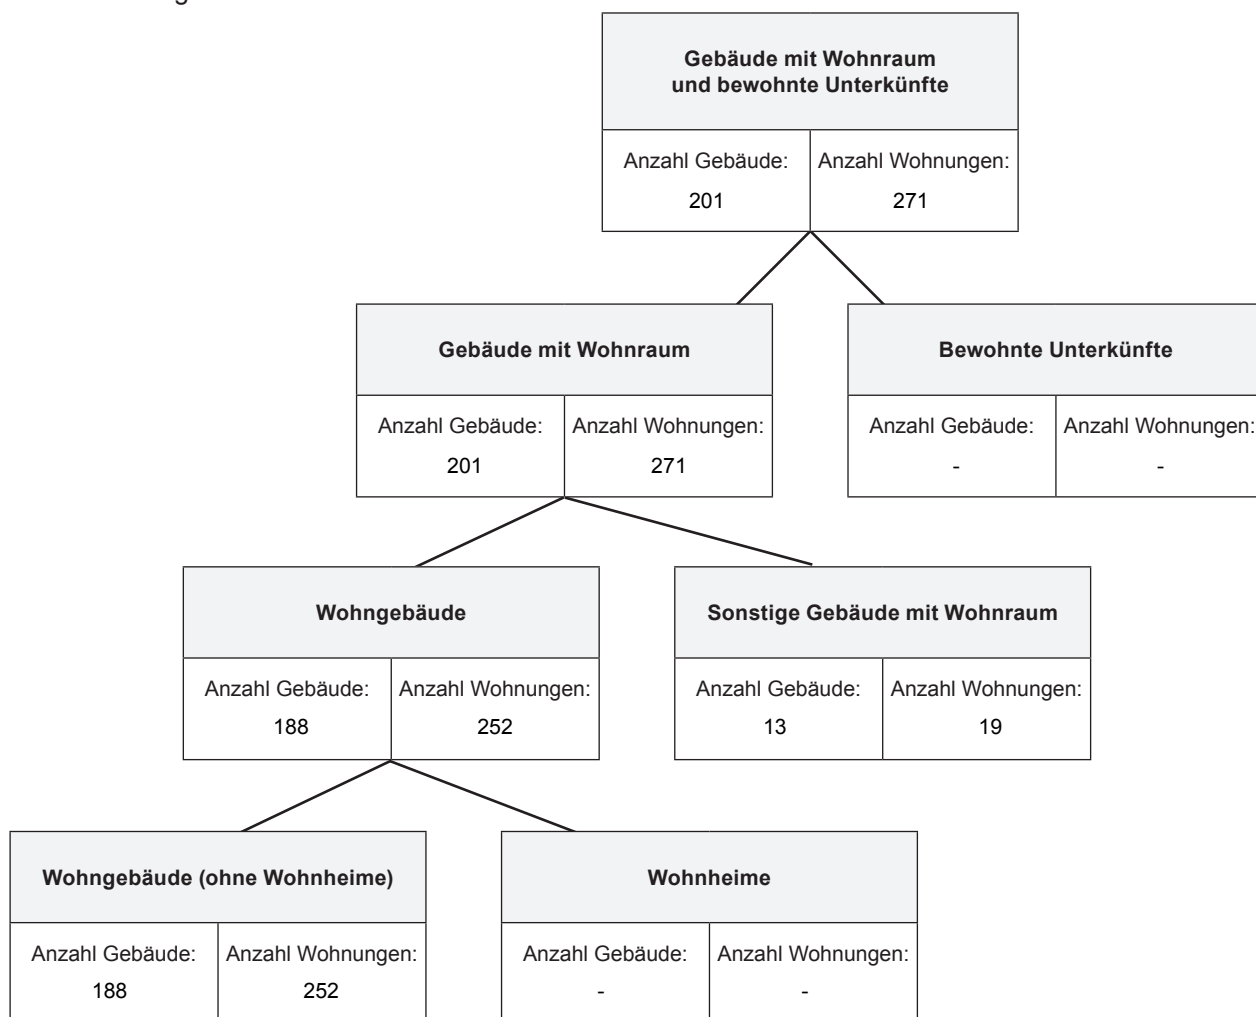 Gebäude mit Wohnraum
und bewohnte Unterkünfte
Anzahl Gebäude: Anzahl Wohnungen:
201 271
Gebäude mit Wohnraum Bewohnte Unterkünfte
Anzahl Gebäude: Anzahl Wohnungen: Anzahl Gebäude: Anzahl Wohnungen:
201 271 - -
Wohngebäude Sonstige Gebäude mit Wohnraum
Anzahl Gebäude: Anzahl Wohnungen: Anzahl Gebäude: Anzahl Wohnungen:
188 252 13 19
Wohngebäude (ohne Wohnheime) Wohnheime
Anzahl Gebäude: Anzahl Wohnungen: Anzahl Gebäude: Anzahl Wohnungen:
188 252 - -